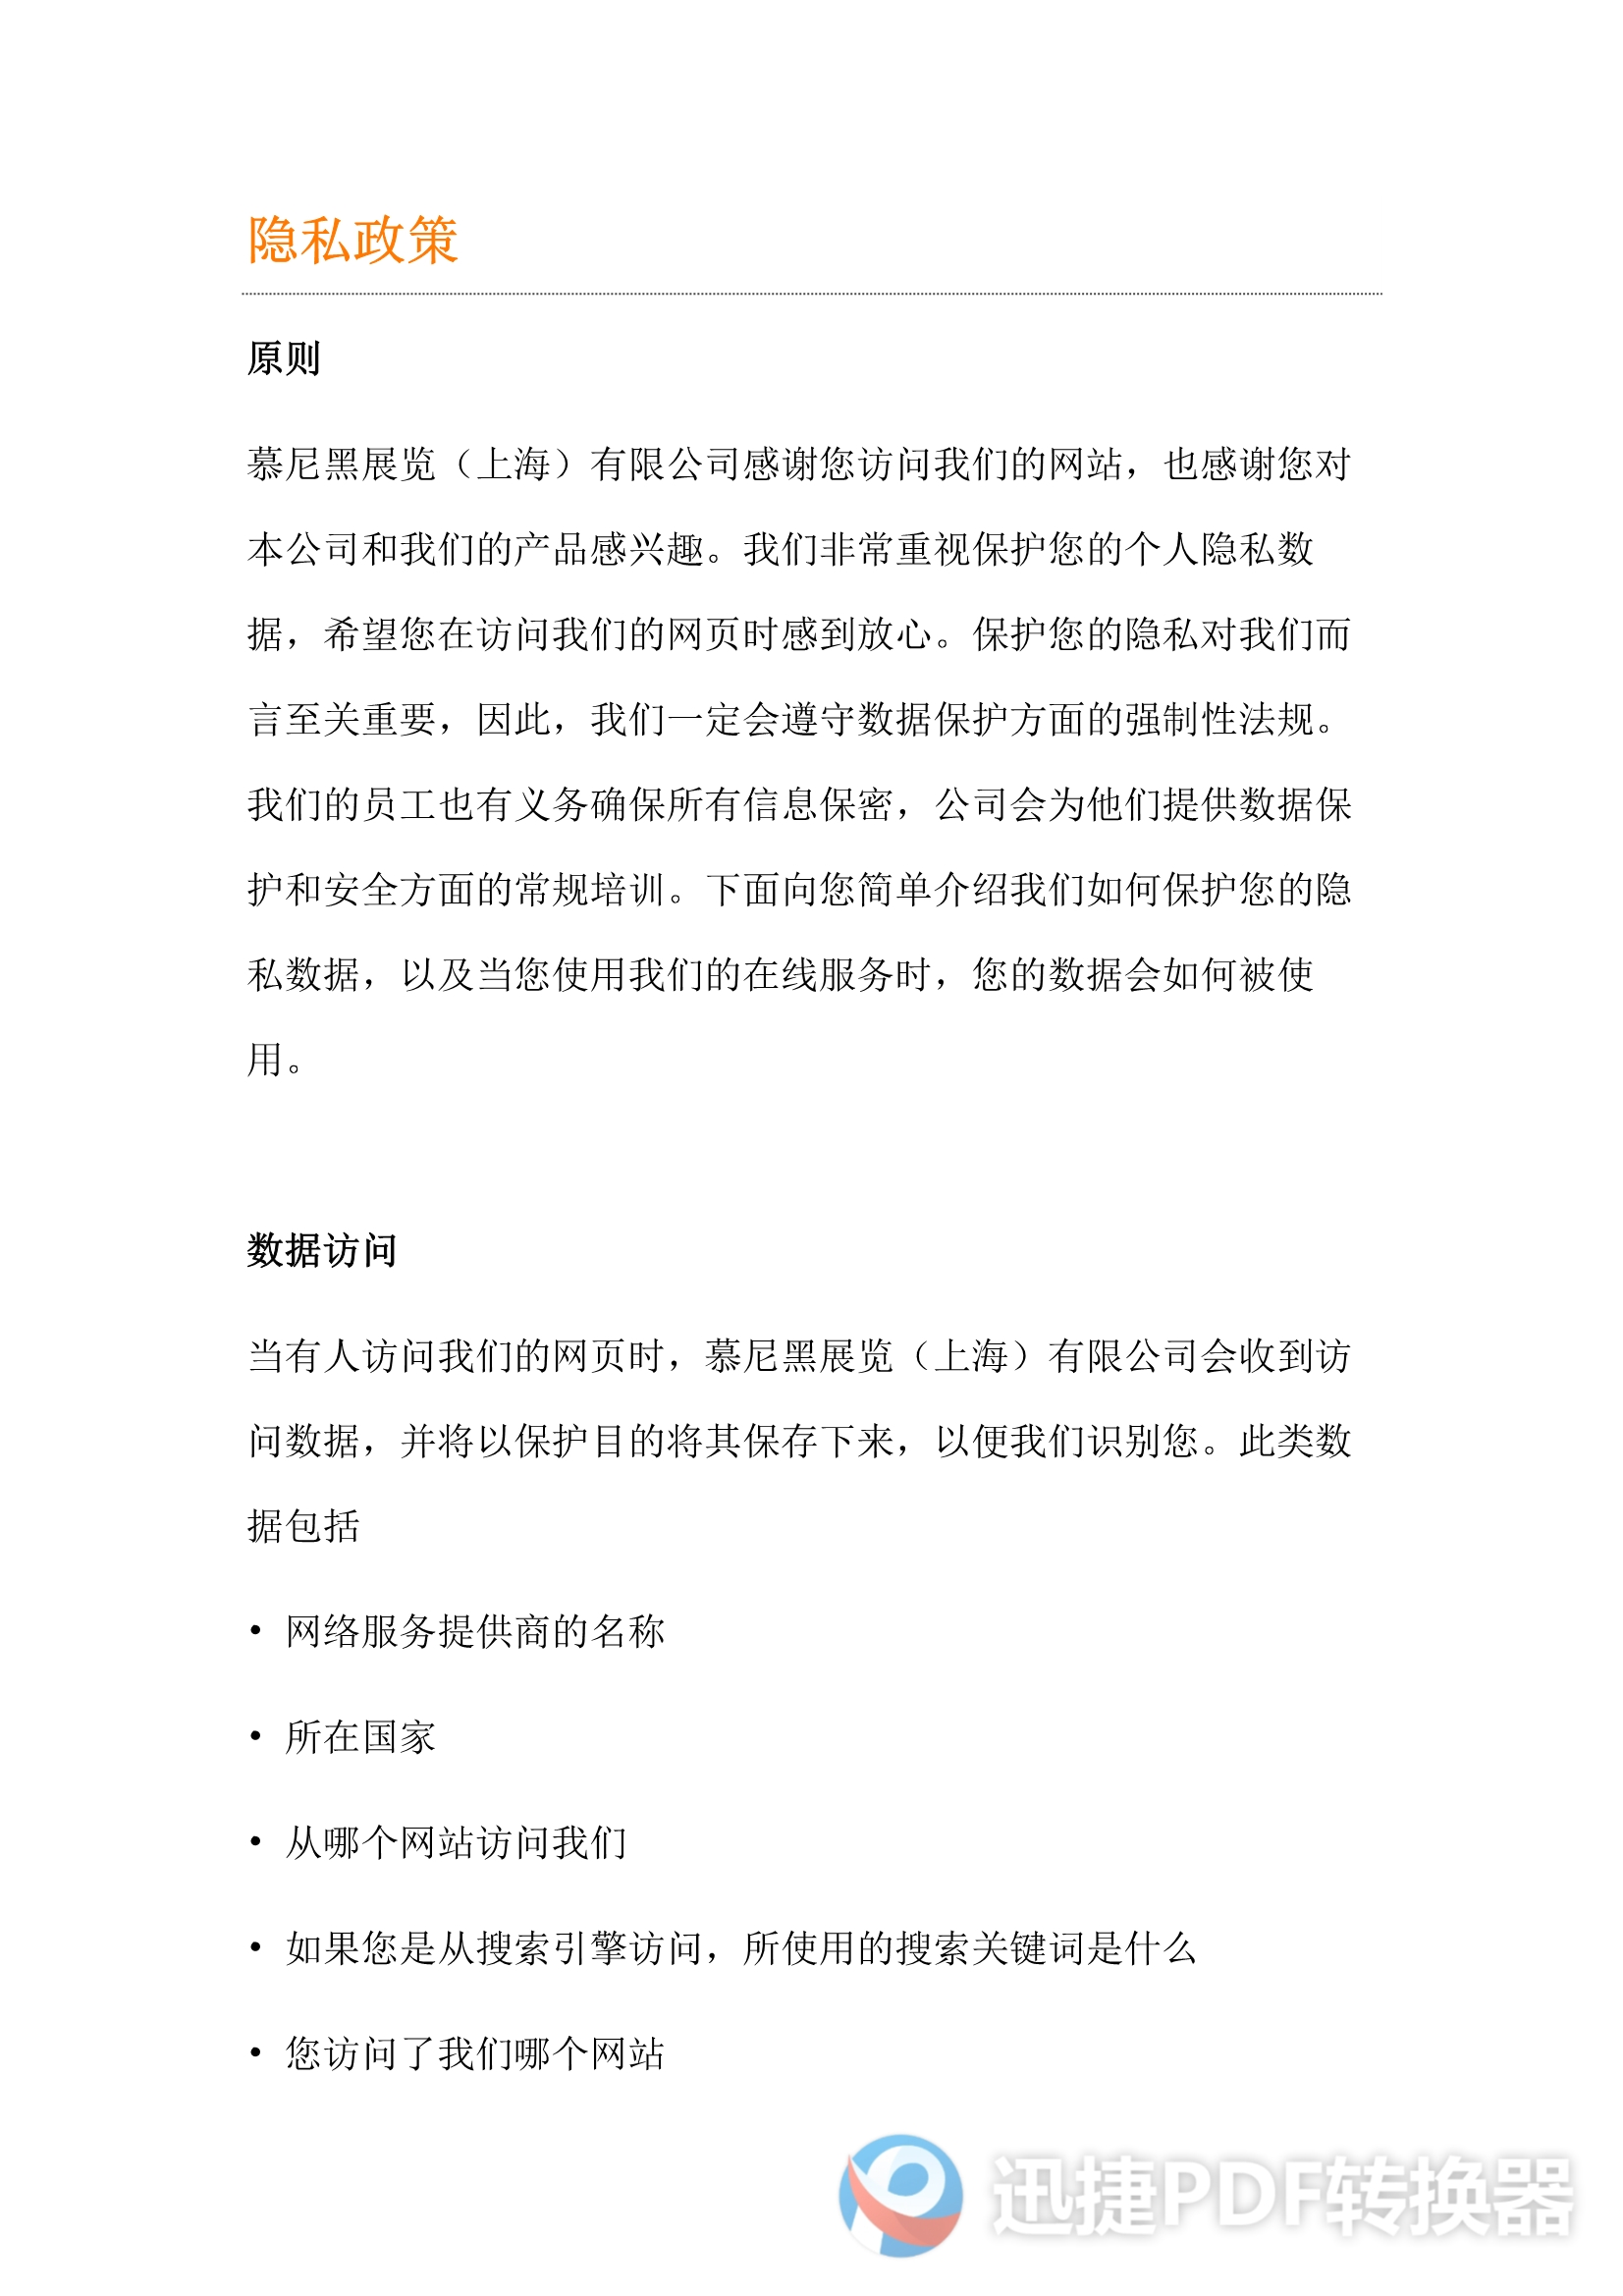 隐私政策
原则
慕尼黑展览（上海）有限公司感谢您访问我们的网站，也感谢您对
本公司和我们的产品感兴趣。我们非常重视保护您的个人隐私数
据，希望您在访问我们的网页时感到放心。保护您的隐私对我们而
言至关重要，因此，我们一定会遵守数据保护方面的强制性法规。
我们的员工也有义务确保所有信息保密，公司会为他们提供数据保
护和安全方面的常规培训。下面向您简单介绍我们如何保护您的隐
私数据，以及当您使用我们的在线服务时，您的数据会如何被使
用。
数据访问
当有人访问我们的网页时，慕尼黑展览（上海）有限公司会收到访
问数据，并将以保护目的将其保存下来，以便我们识别您。此类数
据包括
• 网络服务提供商的名称
• 所在国家
• 从哪个网站访问我们
• 如果您是从搜索引擎访问，所使用的搜索关键词是什么
• 您访问了我们哪个网站
迅捷PDF转换器